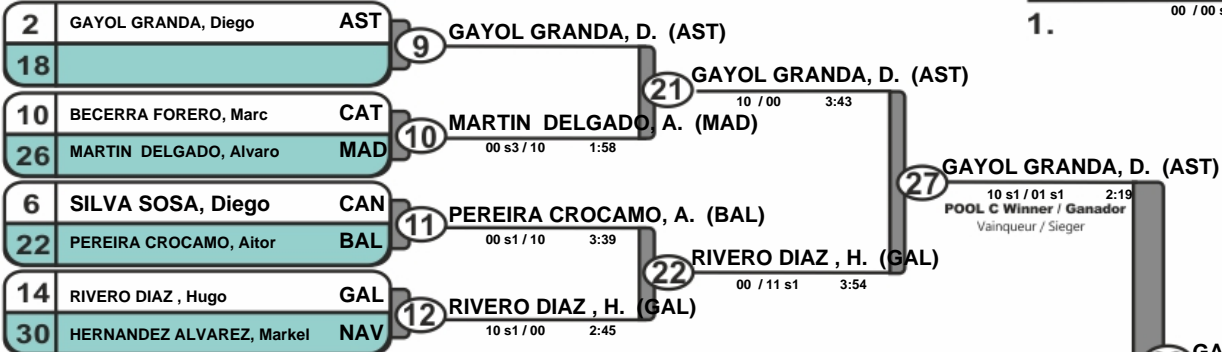 00 / 00 s
1.
2 GAYOL GRANDA, Diego AST
18
9 GAYOL GRANDA, D. (AST)
10 BECERRA FORERO, Marc CAT
26 MARTIN DELGADO, Alvaro MAD
10 MARTIN DELGADO, A. (MAD)
00 s3 / 10 1:58
21 GAYOL GRANDA, D. (AST)
10 / 00 3:43
6 SILVA SOSA, Diego CAN
22 PEREIRA CROCAMO, Aitor BAL
11 PEREIRA CROCAMO, A. (BAL)
00 s1 / 10 3:39
14 RIVERO DIAZ , Hugo GAL
30 HERNANDEZ ALVAREZ, Markel NAV
12 RIVERO DIAZ , H. (GAL)
10 s1 / 00 2:45
22 RIVERO DIAZ , H. (GAL)
00 / 11 s1 3:54
27 GAYOL GRANDA, D. (AST)
10 s1 / 01 s1 2:19
POOL C Winner / Ganador
Vainqueur / Sieger
GA